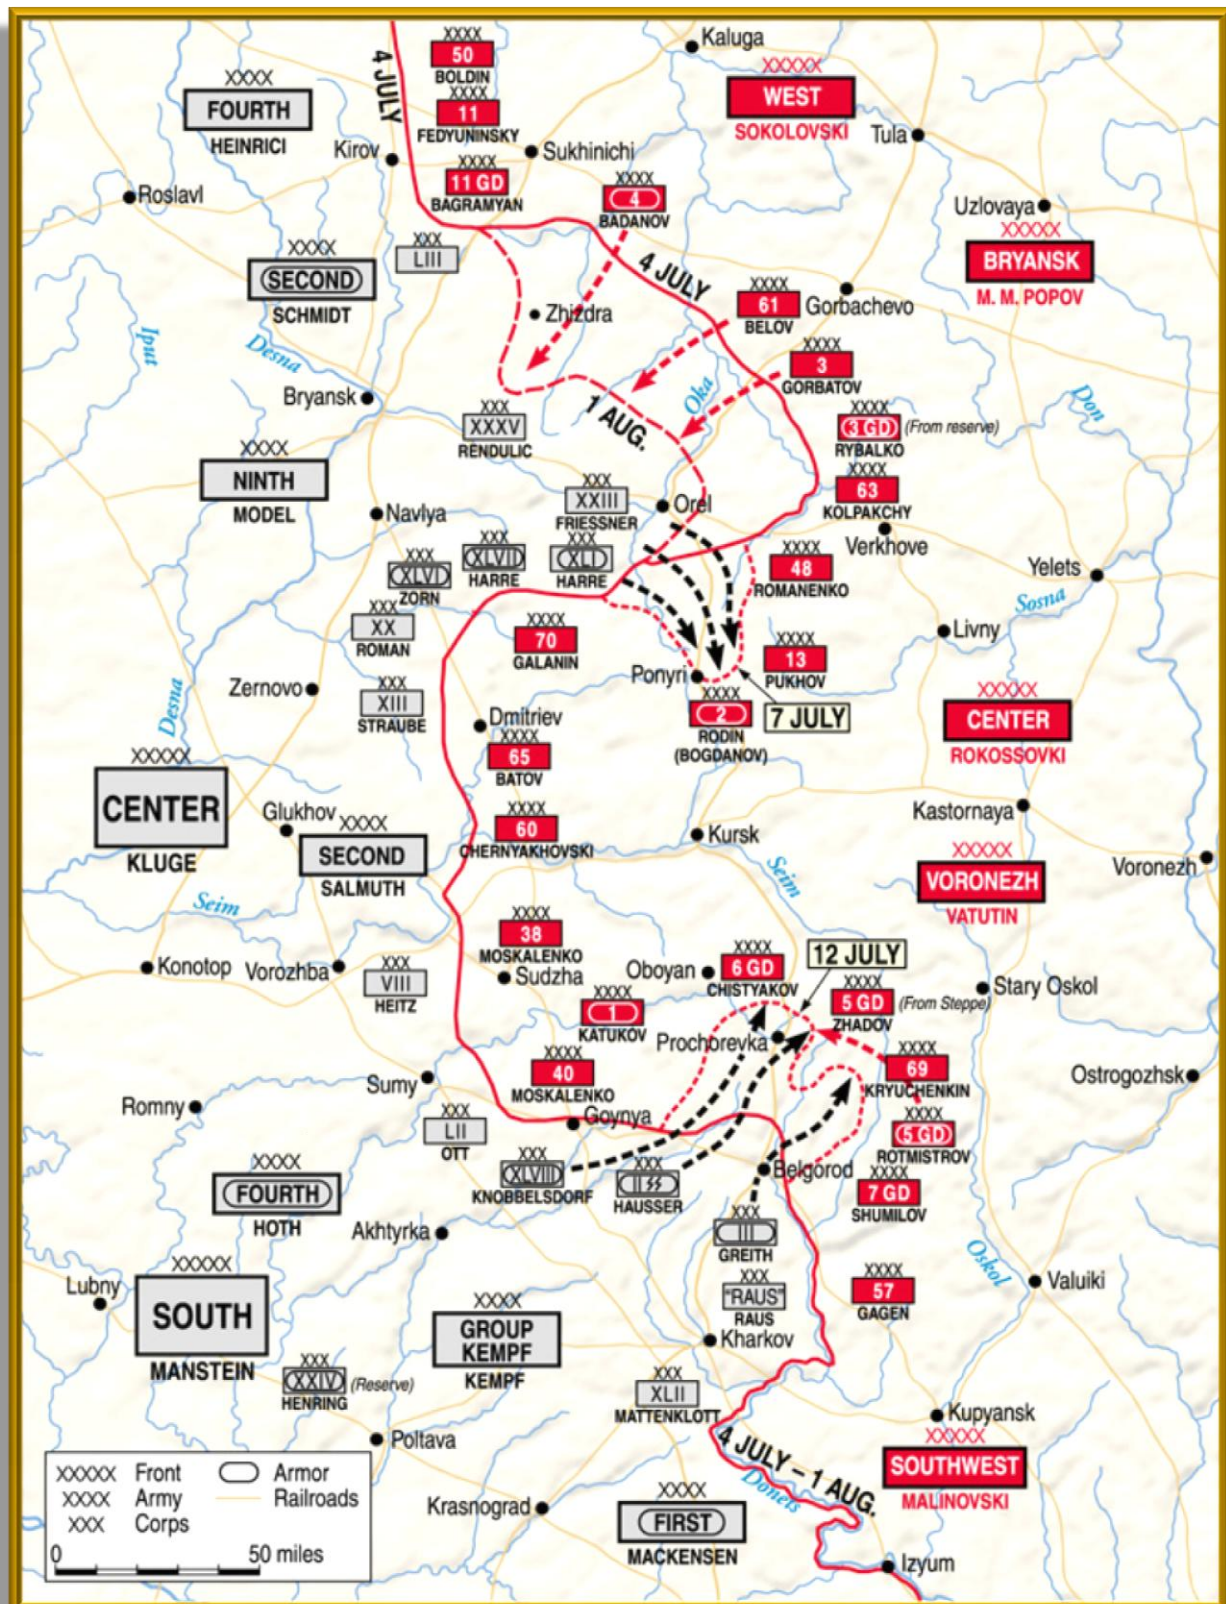 XXXX
50
BOLDIN
XXXX
11
FEDYUNINSKY
4 JULY
Kaluga
XXXXX
WEST
SOKOLOVSKI
XXXX
FOURTH
HEINRICI
Kirov
Sukhinichi
Tula
XXXX
11 GD
BAGRAMYAN
XXXX
4
BADANOV
Roslavl
Uzlovaya
XXXXX
BRYANSK
M. M. POPOV
XXX
LIII
XXXX
SECOND
SCHMIDT
4 JULY
XXXX
61
BELOV
Gorbachevo
Zhizdra
Iput
Desna
XXXX
3
GORBATOV
Bryansk
Oka
Don
1 AUG.
XXX
XXXV
RENDULIC
XXXX
3 GD
(From reserve)
RYBALKO
XXXX
NINTH
MODEL
XXX
XXIII
FRIESSNER
Orel
XXXX
63
KOLPAKCHY
Navlya
Verkhove
XXX
XLVII
HARRE
XXX
XLI
HARRE
XXX
XLVI
ZORN
XXXX
48
ROMANENKO
Yelets
Sosna
XXX
XX
ROMAN
XXXX
70
GALANIN
Livny
XXXX
13
PUKHOV
Ponyri
Zernovo
XXX
XIII
STRAUBE
Desna
XXXX
2
RODIN
(BOGDANOV)
7 JULY
XXXXX
CENTER
ROKOSSOVKI
Dmitriev
XXXX
65
BATOV
XXXXX
CENTER
KLUGE
Glukhov
XXXX
SECOND
SALMUTH
XXXX
60
CHERNYAKHOVSKI
Kursk
Kastornaya
XXXXX
VORONEZH
VATUTIN
Voronezh
Seim
Seim
XXXX
38
MOSKALENKO
Konotop
Vorozhba
XXX
VIII
HEITZ
Sudzha
Oboyan
XXXX
6 GD
CHISTYAKOV
12 JULY
XXXX
5 GD
(From Steppe)
ZHADOV
Stary Oskol
XXXX
1
KATUKOV
Prochorevka
XXXX
69
KRYUCHENKIN
XXXX
40
MOSKALENKO
Sumy
Ostrogozhsk
Romny
Goynya
XXX
LII
OTT
XXXX
5 GD
ROTMISTROV
XXX
XLVIII
KNOBBELSDORF
XXX
II SS
HAUSSER
Belgorod
XXXX
7 GD
SHUMILOV
XXXX
FOURTH
HOTH
Akhtyrka
XXX
III
GREITH
Oskol
XXXXX
SOUTH
MANSTEIN
Lubny
XXX
"RAUS"
RAUS
XXXX
57
GAGEN
Valuiki
XXXX
GROUP
KEMPF
KEMPF
Kharkov
XXX
XXIV
(Reserve)
HENRING
XXX
XLII
MATTENKLOTT
Kupyansk
XXXXX
SOUTHWEST
MALINOVSKI
Poltava
4 JULY – 1 AUG.
Donets
Krasnograd
XXXX
FIRST
MACKENSEN
Izyum
XXXXX Front
XXXX Army
XXX Corps
Armor
Railroads
0 50 miles